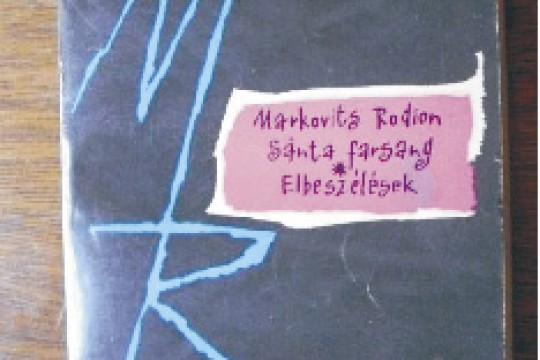 M
R
Markovits Rodion
Sánta farsang
*
Elbeszélések